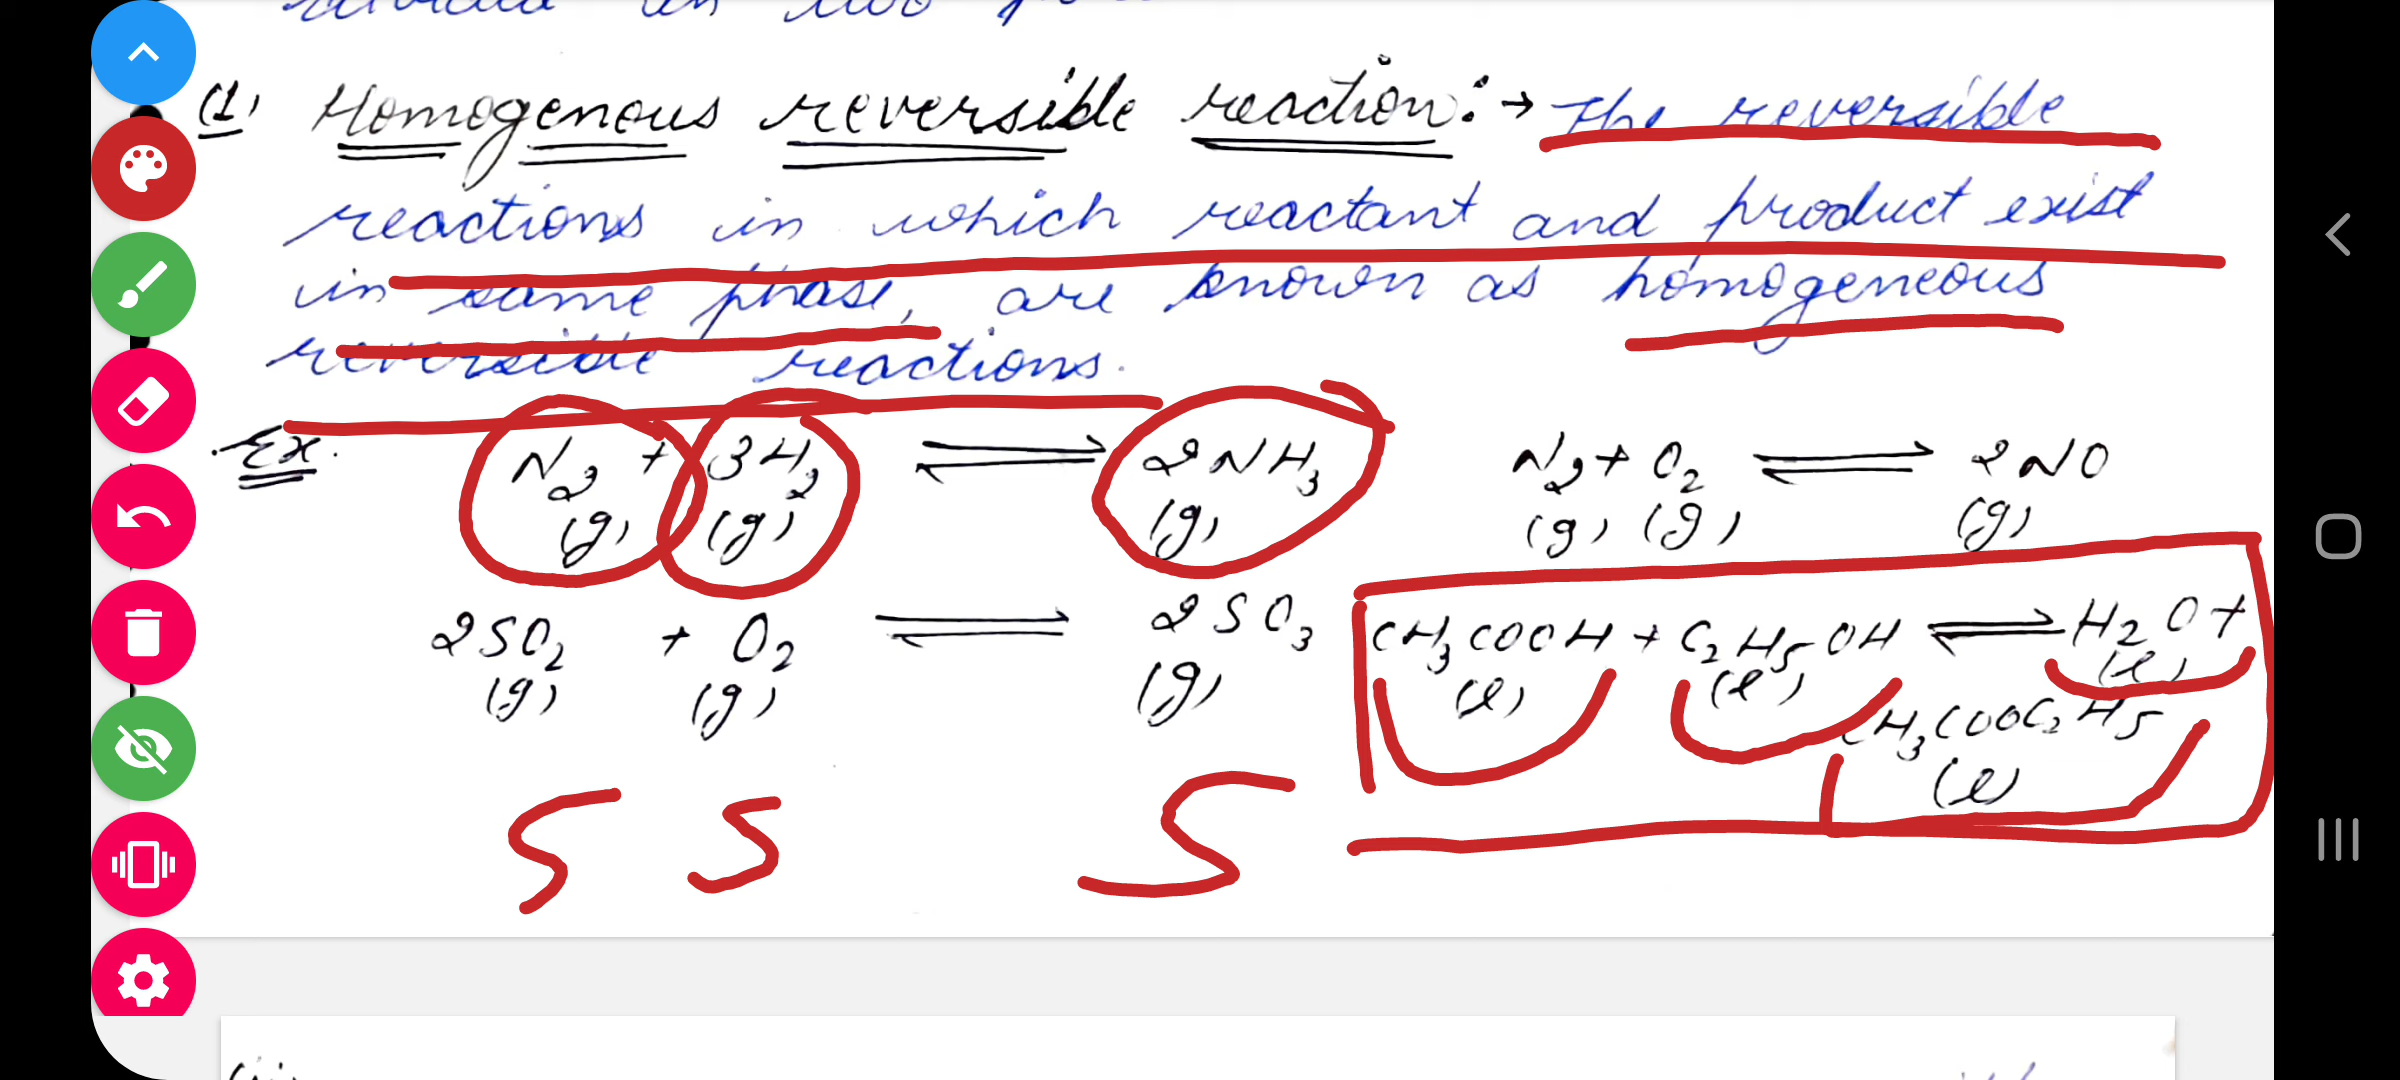 (1) Homogenous reversible reaction :→ The reversible
reactions in which reactant and product exist
in same phase, are known as homogeneous
reversible reactions.
Ex. N₂ + 3H₂ ⇌ 2NH₃ N₂ + O₂ ⇌ 2NO
(g) (g) (g) (g) (g) (g)
2SO₂ + O₂ ⇌ 2SO₃ CH₃COOH + C₂H₅OH ⇌ H₂O +
(g) (g) (g) (l) (l) (l)
CH₃COOC₂H₅
(l)
S S S